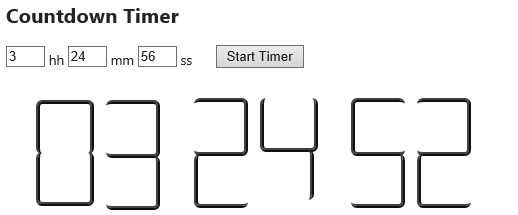 Countdown Timer
3 hh 24 mm 56 ss Start Timer
03 24 52